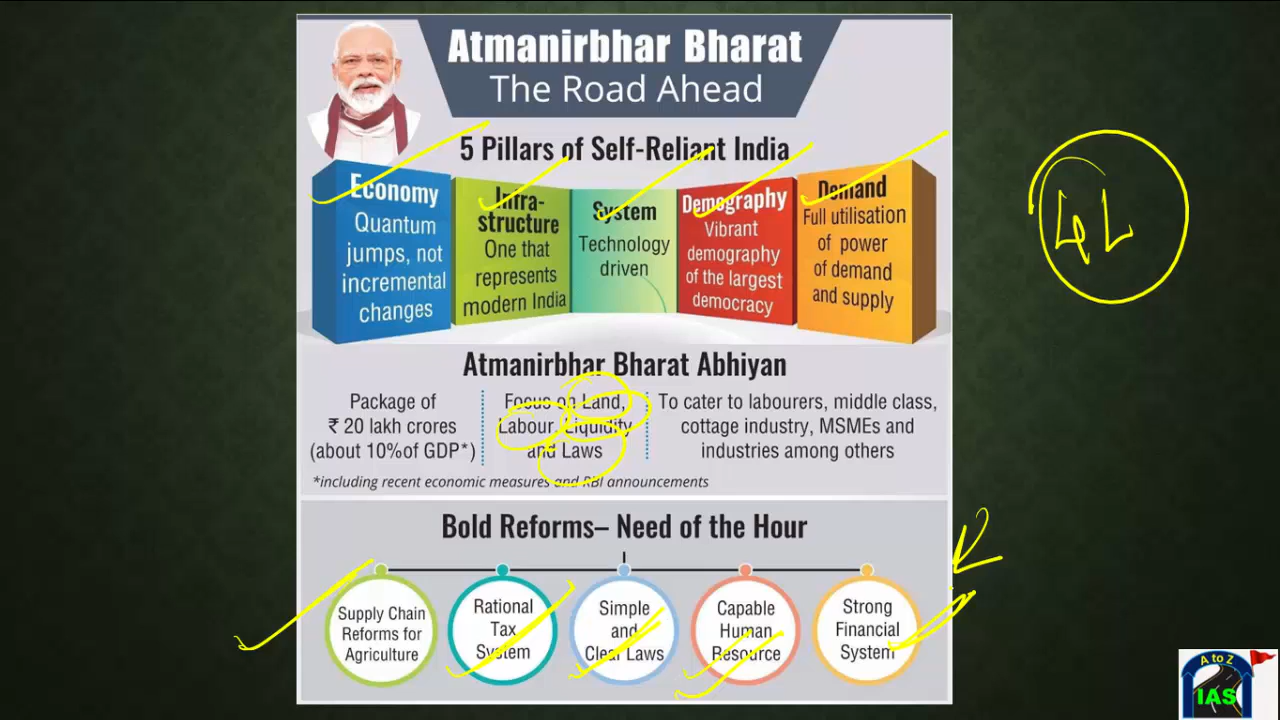 Atmanirbhar Bharat
The Road Ahead
5 Pillars of Self-Reliant India
Economy
Quantum
jumps, not
incremental
changes
Infra-
structure
One that
represents
modern India
System
Technology
driven
Demography
Vibrant
demography
of the largest
democracy
Demand
Full utilisation
of power
of demand
and supply
4L
Atmanirbhar Bharat Abhiyan
Package of
₹ 20 lakh crores
(about 10%of GDP*)
Focus on Land,
Labour, Liquidity
and Laws
To cater to labourers, middle class,
cottage industry, MSMEs and
industries among others
*including recent economic measures and RBI announcements
Bold Reforms– Need of the Hour
Supply Chain
Reforms for
Agriculture
Rational
Tax
System
Simple
and
Clear Laws
Capable
Human
Resource
Strong
Financial
System
A to Z
IAS